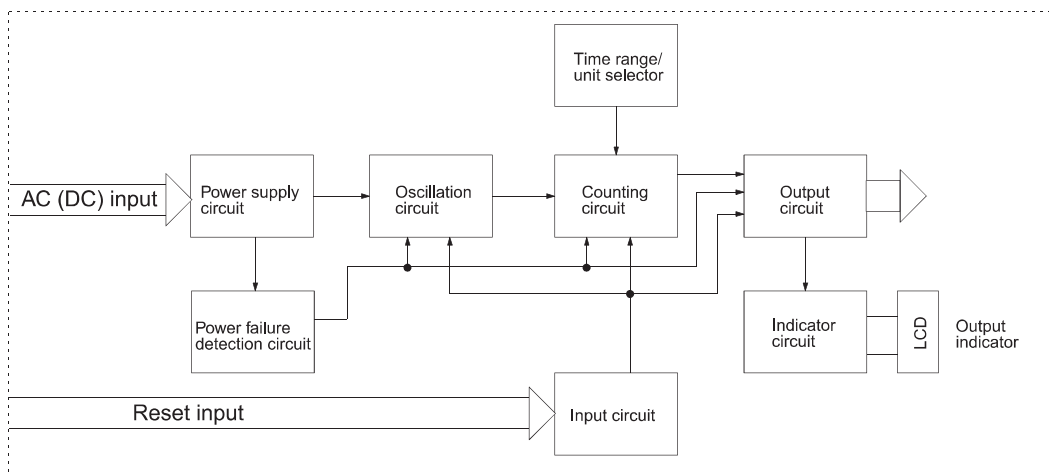 Time range/
unit selector
AC (DC) input
Power supply
circuit
Oscillation
circuit
Counting
circuit
Output
circuit
Power failure
detection circuit
Indicator
circuit
LCD
Output
indicator
Reset input
Input circuit